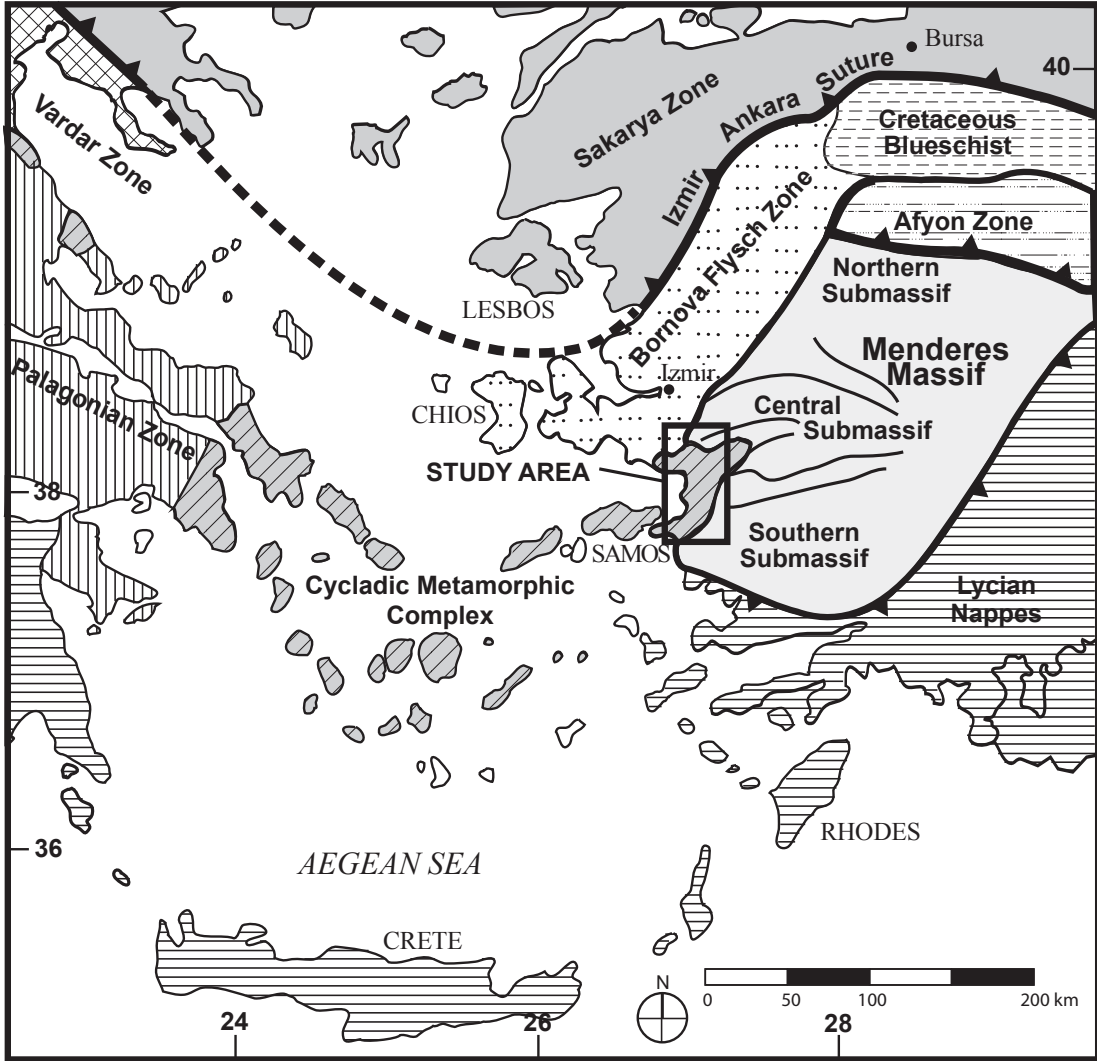 Bursa
40
Suture
Ankara
Izmir
Sakarya Zone
Vardar Zone
Cretaceous
Blueschist
Afyon Zone
Bornova Flysch Zone
Northern
Submassif
LESBOS
Menderes
Massif
Palagonian Zone
Izmir
CHIOS
Central
Submassif
STUDY AREA
38
Southern
Submassif
SAMOS
Cycladic Metamorphic
Complex
Lycian
Nappes
RHODES
36
AEGEAN SEA
CRETE
N
0 50 100 200 km
24 26 28